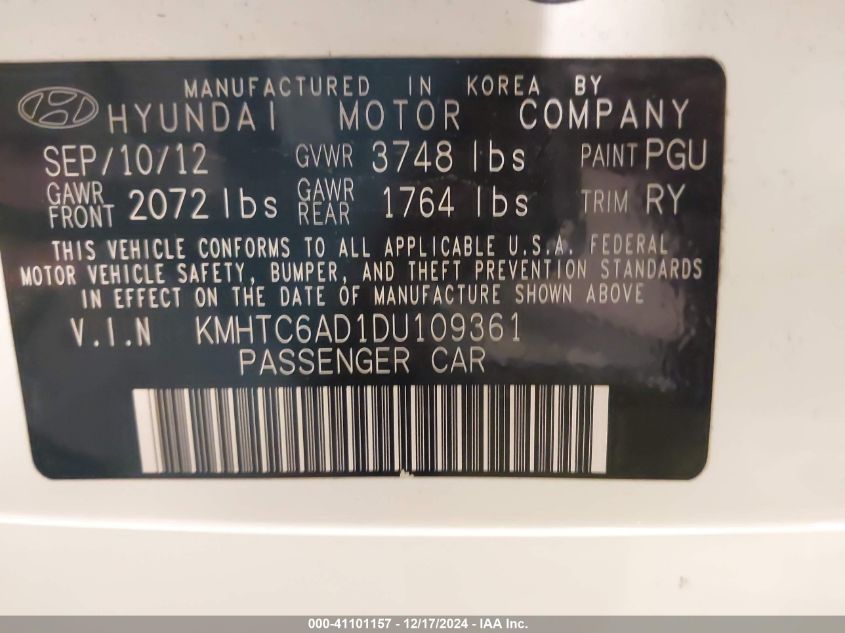 MANUFACTURED IN KOREA BY
HYUNDAI MOTOR COMPANY
SEP/10/12 GVWR 3748 lbs PAINT PGU
GAWR FRONT 2072 lbs GAWR REAR 1764 lbs TRIM RY
THIS VEHICLE CONFORMS TO ALL APPLICABLE U.S.A. FEDERAL
MOTOR VEHICLE SAFETY, BUMPER, AND THEFT PREVENTION STANDARDS
IN EFFECT ON THE DATE OF MANUFACTURE SHOWN ABOVE
V.I.N KMHTC6AD1DU109361
PASSENGER CAR
000-41101157 - 12/17/2024 - IAA Inc.